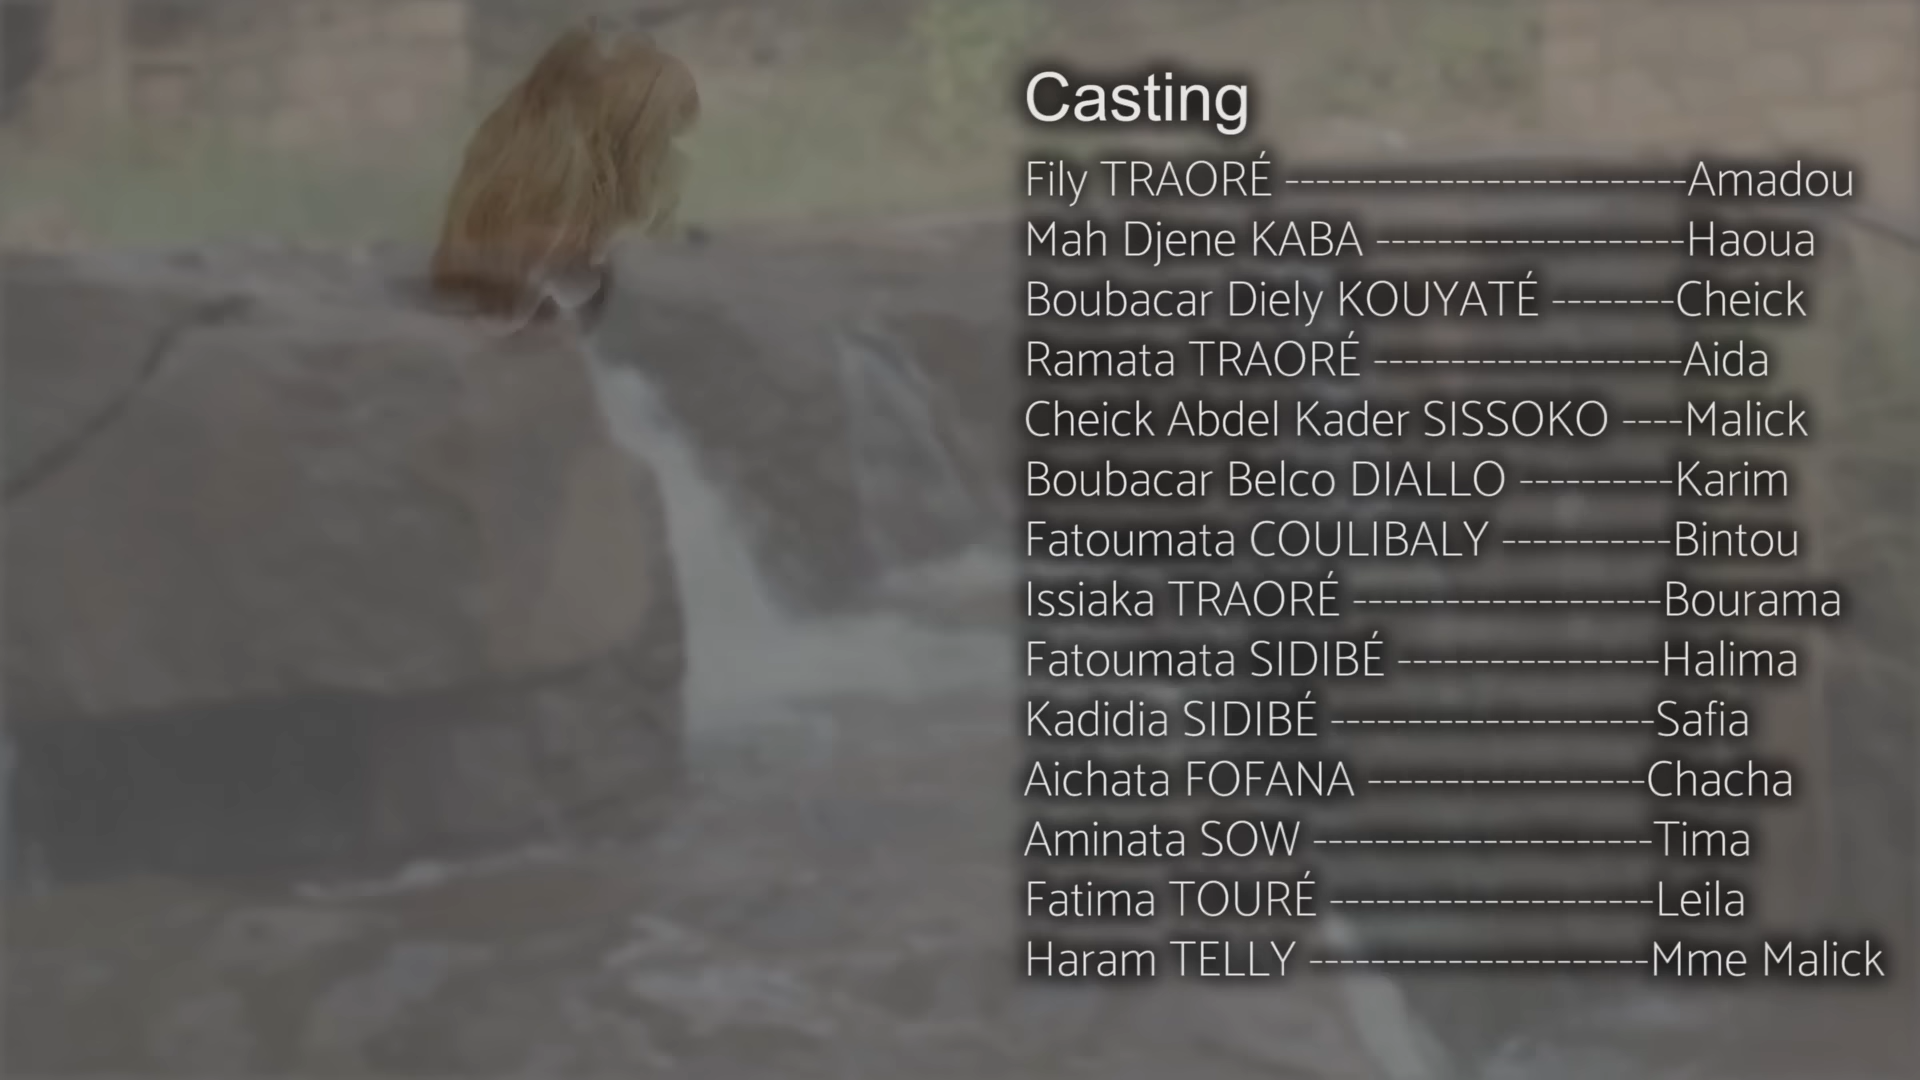 Casting
Fily TRAORÉ --------------------------Amadou
Mah Djene KABA --------------------Haoua
Boubacar Diely KOUYATÉ --------Cheick
Ramata TRAORÉ --------------------Aida
Cheick Abdel Kader SISSOKO ----Malick
Boubacar Belco DIALLO ----------Karim
Fatoumata COULIBALY -----------Bintou
Issiaka TRAORÉ --------------------Bourama
Fatoumata SIDIBÉ -----------------Halima
Kadidia SIDIBÉ ---------------------Safia
Aichata FOFANA ------------------Chacha
Aminata SOW ----------------------Tima
Fatima TOURÉ ---------------------Leila
Haram TELLY ----------------------Mme Malick